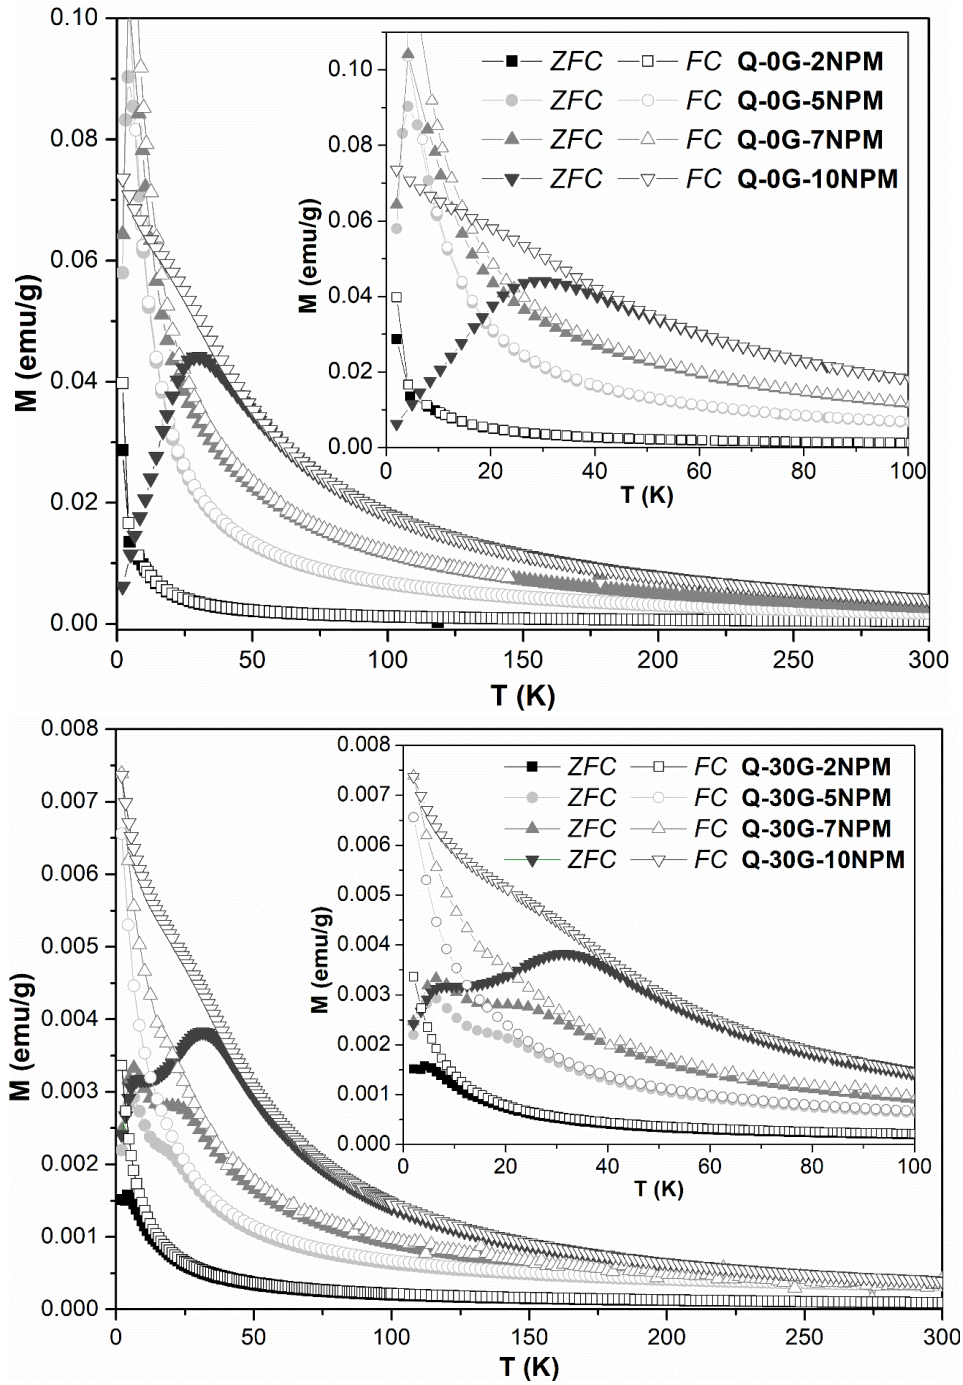 0.10
0.08
0.06
0.04
0.02
0.00
M (emu/g)
0 50 100 150 200 250 300
T (K)
0.10
0.08
0.06
0.04
0.02
0.00
M (emu/g)
0 20 40 60 80 100
T (K)
ZFC FC Q-0G-2NPM
ZFC FC Q-0G-5NPM
ZFC FC Q-0G-7NPM
ZFC FC Q-0G-10NPM
0.008
0.007
0.006
0.005
0.004
0.003
0.002
0.001
0.000
M (emu/g)
0 50 100 150 200 250 300
T (K)
0.008
0.007
0.006
0.005
0.004
0.003
0.002
0.001
0.000
M (emu/g)
0 20 40 60 80 100
T (K)
ZFC FC Q-30G-2NPM
ZFC FC Q-30G-5NPM
ZFC FC Q-30G-7NPM
ZFC FC Q-30G-10NPM